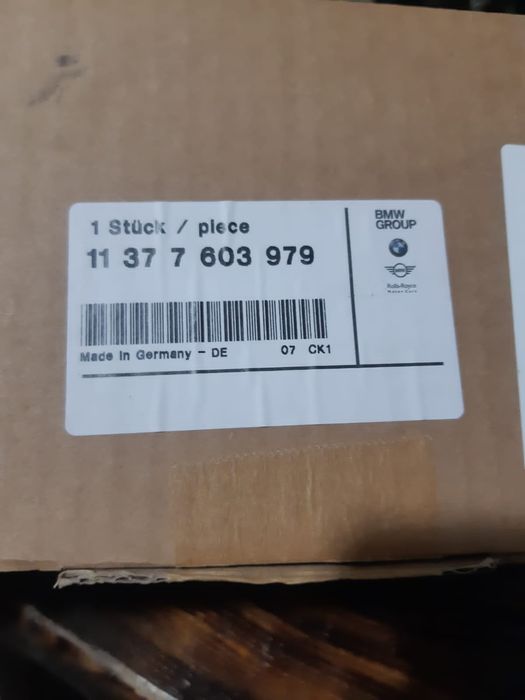 1 Stück / piece
11 37 7 603 979
Made in Germany - DE 07 CK1
BMW
GROUP
Rolls-Royce
Motor Cars